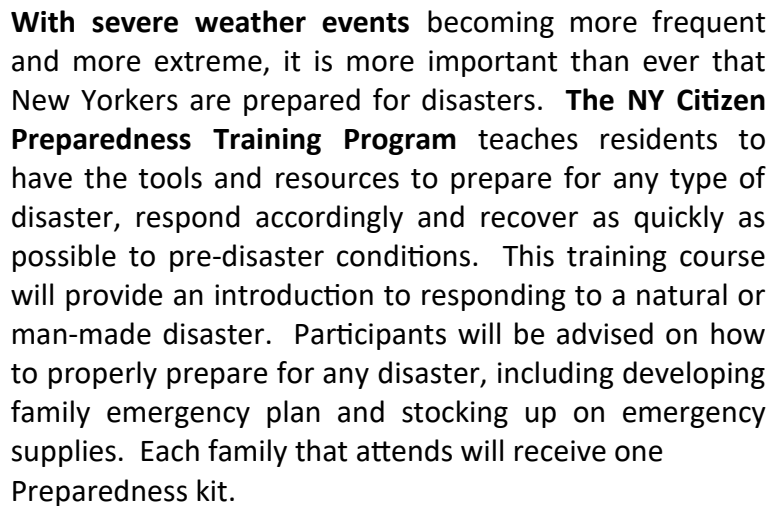 With severe weather events becoming more frequent
and more extreme, it is more important than ever that
New Yorkers are prepared for disasters. The NY Citizen
Preparedness Training Program teaches residents to
have the tools and resources to prepare for any type of
disaster, respond accordingly and recover as quickly as
possible to pre-disaster conditions. This training course
will provide an introduction to responding to a natural or
man-made disaster. Participants will be advised on how
to properly prepare for any disaster, including developing
family emergency plan and stocking up on emergency
supplies. Each family that attends will receive one
Preparedness kit.